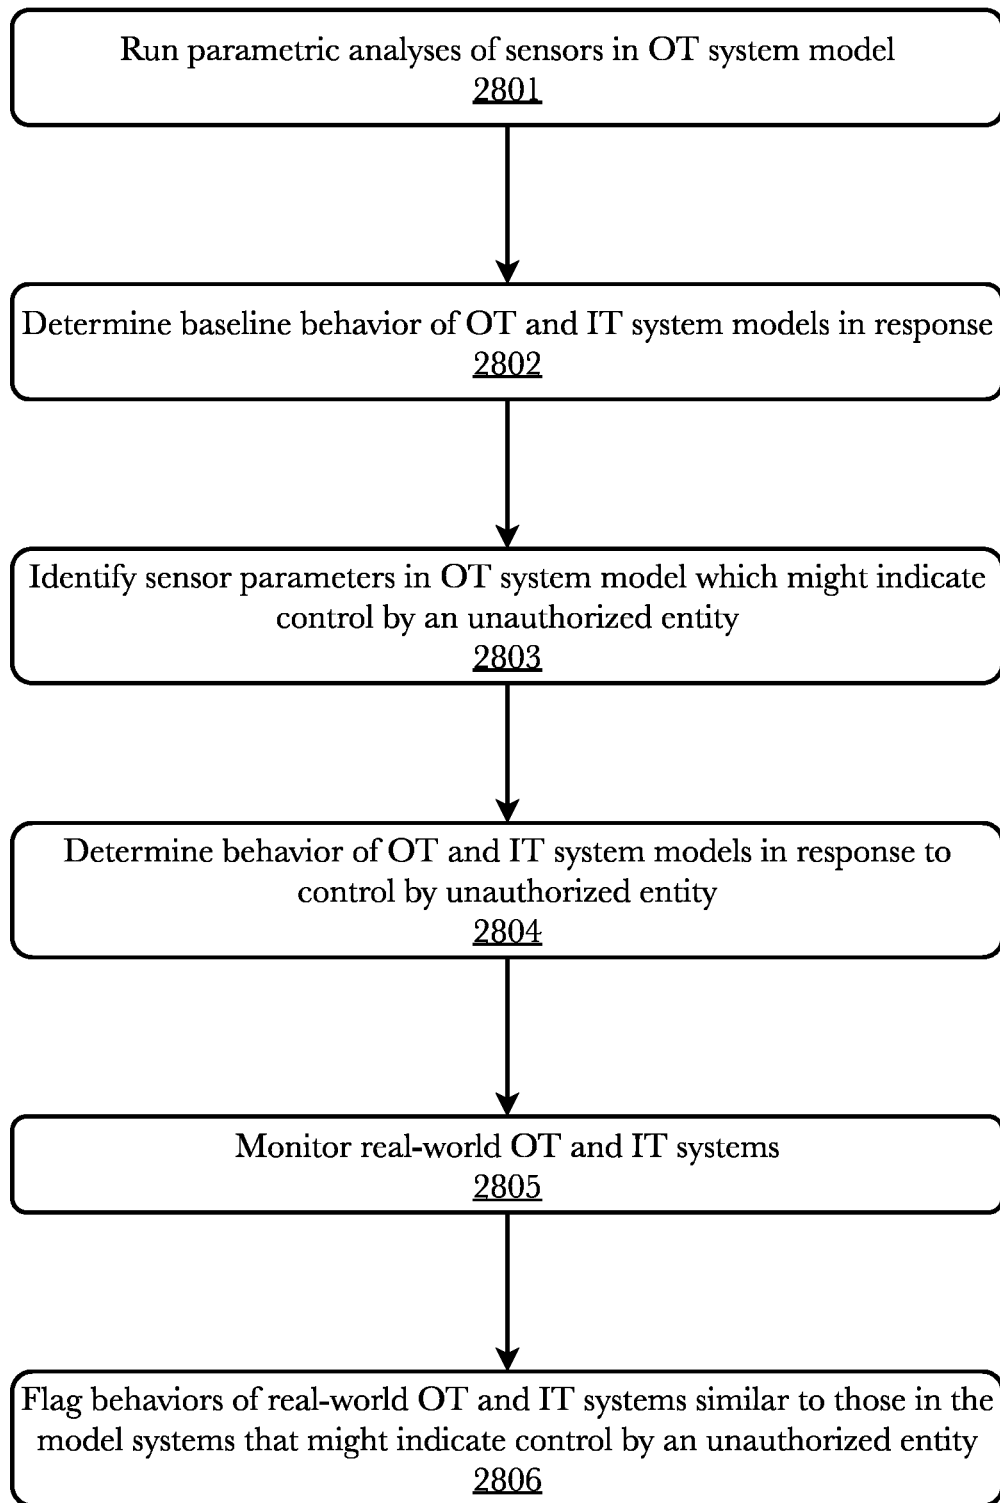 Run parametric analyses of sensors in OT system model
2801
Determine baseline behavior of OT and IT system models in response
2802
Identify sensor parameters in OT system model which might indicate
control by an unauthorized entity
2803
Determine behavior of OT and IT system models in response to
control by unauthorized entity
2804
Monitor real-world OT and IT systems
2805
Flag behaviors of real-world OT and IT systems similar to those in the
model systems that might indicate control by an unauthorized entity
2806